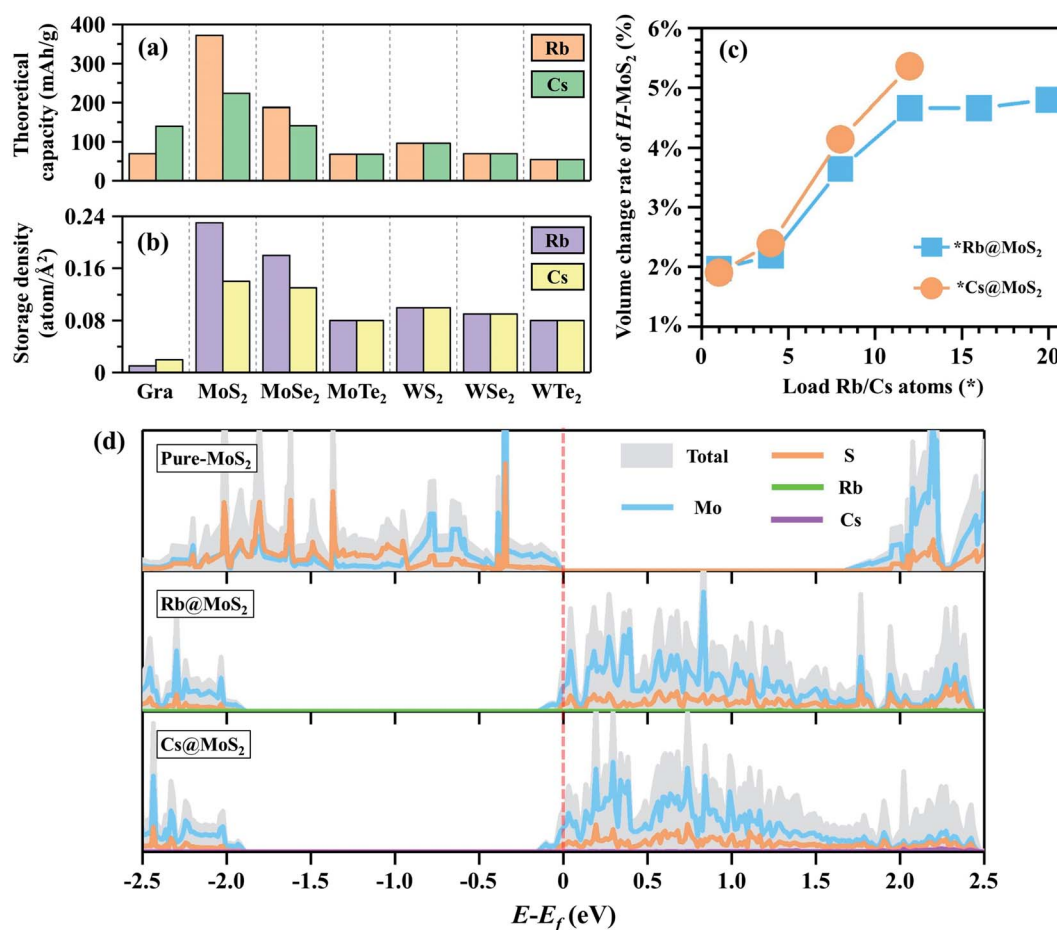 (a)
Rb
Cs
Theoretical
capacity (mAh/g)
400
300
200
100
0
(b)
Rb
Cs
Storage density
(atom/Å²)
0.24
0.16
0.08
0
Gra MoS₂ MoSe₂ MoTe₂ WS₂ WSe₂ WTe₂
(c)
Volume change rate of H-MoS₂ (%)
6%
5%
4%
3%
2%
1%
*Rb@MoS₂
*Cs@MoS₂
0 5 10 15 20
Load Rb/Cs atoms (*)
(d)
Pure-MoS₂
Total
Mo
S
Rb
Cs
Rb@MoS₂
Cs@MoS₂
-2.5 -2.0 -1.5 -1.0 -0.5 0 0.5 1.0 1.5 2.0 2.5
E-E_f (eV)